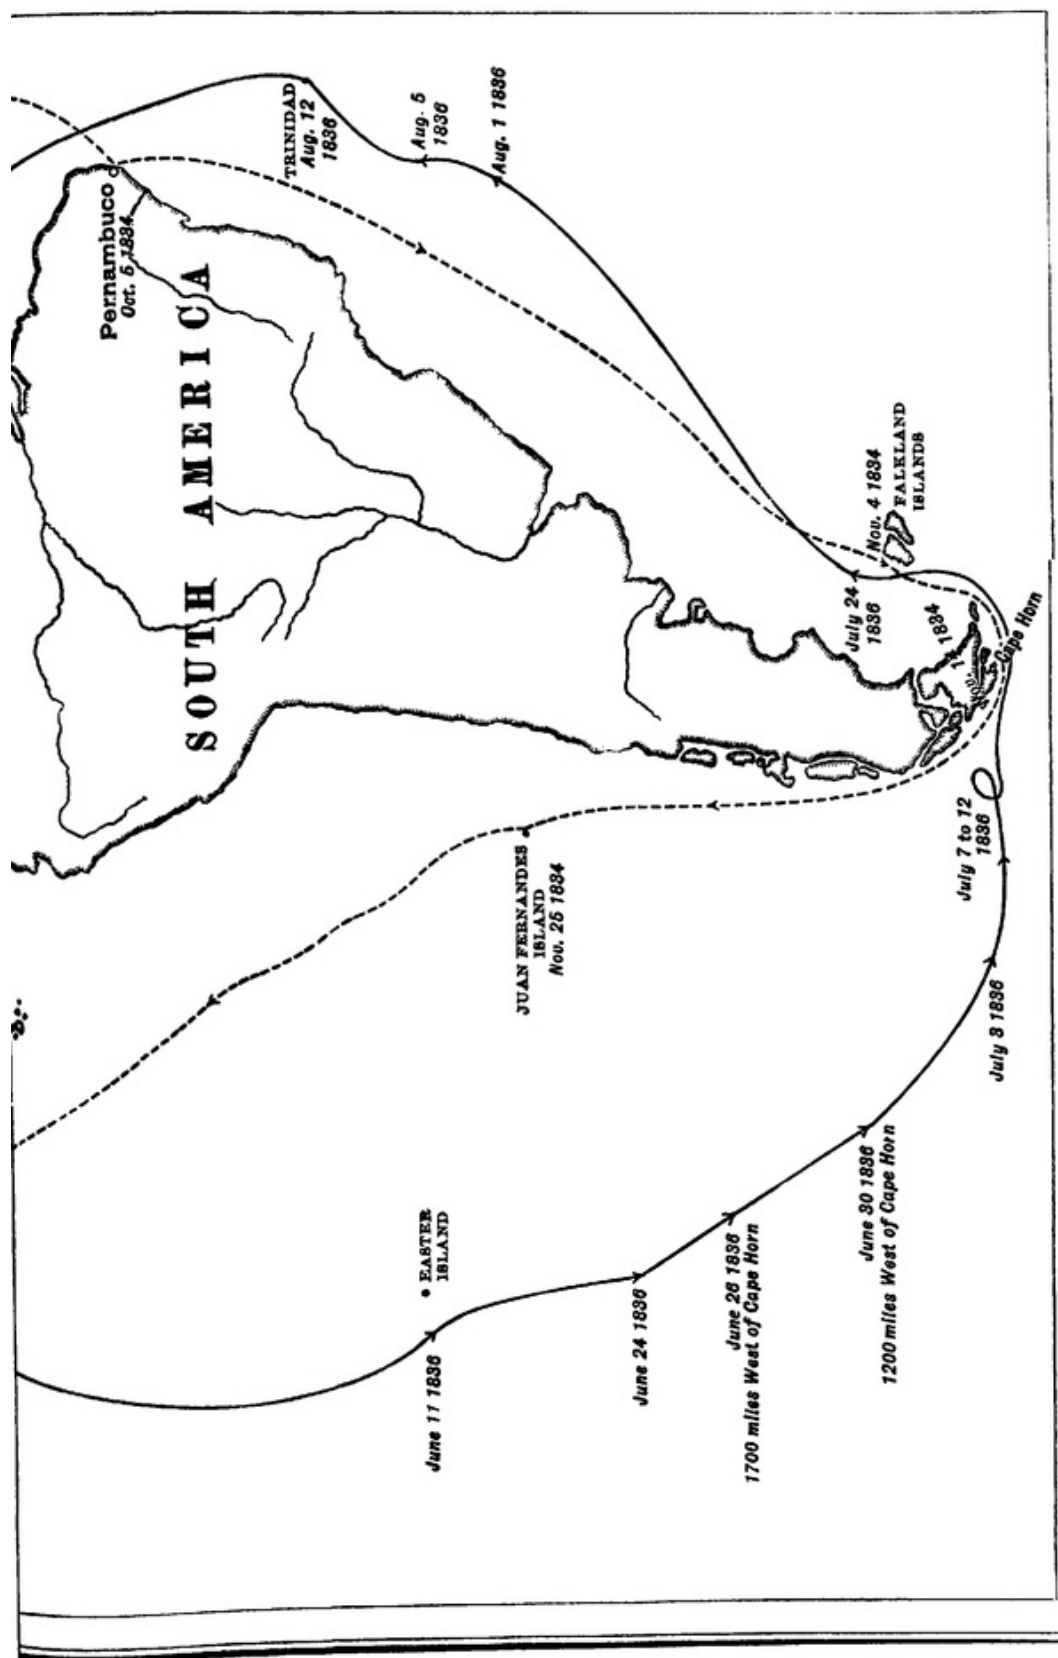 TRINIDAD
Aug. 12
1836
Aug. 5
1836
Aug. 1 1836
Pernambuco
Oct. 5, 1834
SOUTH AMERICA
Nov. 4 1834
FALKLAND
ISLANDS
July 24
1836
1834
Cape Horn
July 7 to 12
1836
JUAN FERNANDES
ISLAND
Nov. 25 1834
July 3 1836
EASTER
ISLAND
June 11 1836
June 24 1836
June 26 1836
1700 miles West of Cape Horn
June 30 1836
1200 miles West of Cape Horn